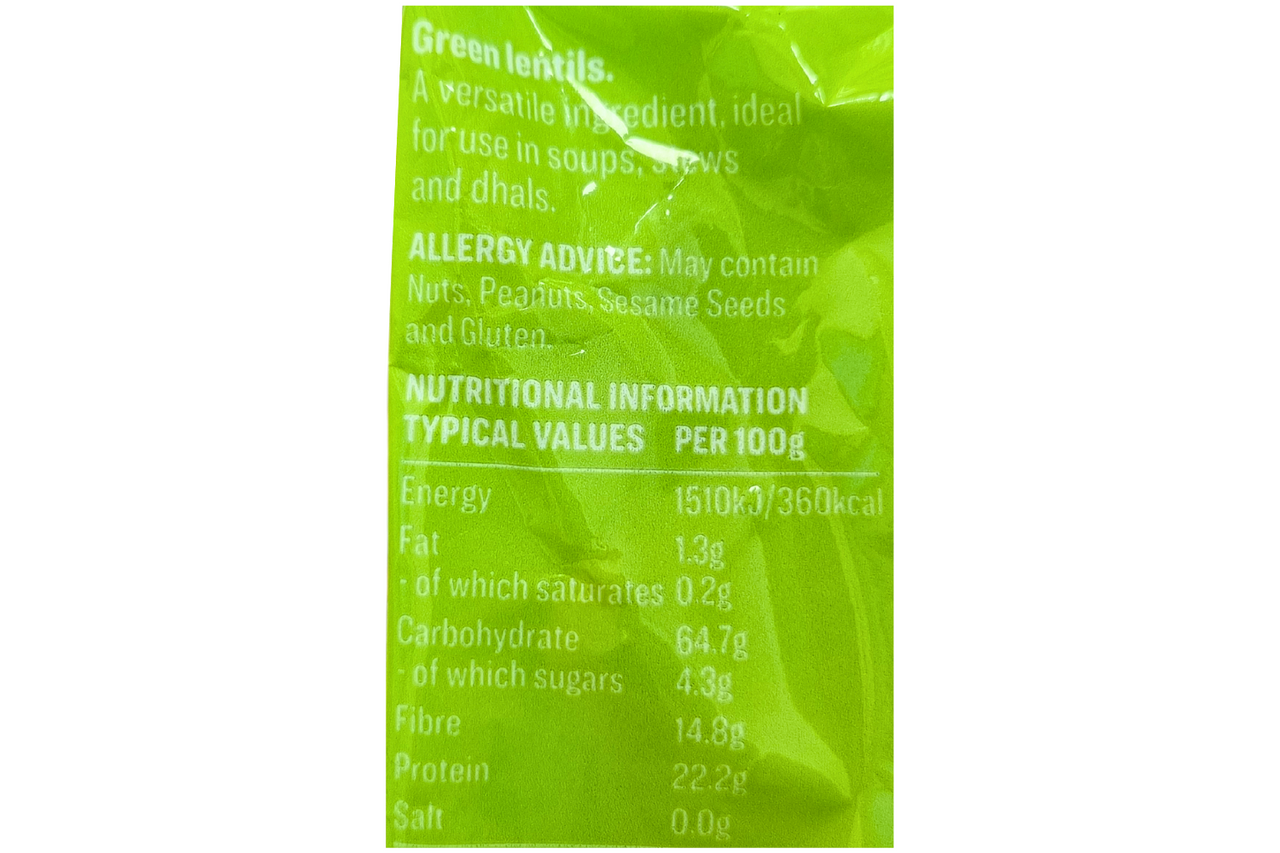 Green lentils.
A versatile ingredient, ideal
for use in soups, stews
and dhals.
ALLERGY ADVICE: May contain
Nuts, Peanuts, Sesame Seeds
and Gluten.
NUTRITIONAL INFORMATION
TYPICAL VALUES PER 100g
Energy 1510kJ/360kcal
Fat 1.3g
- of which saturates 0.2g
Carbohydrate 64.7g
- of which sugars 4.3g
Fibre 14.8g
Protein 22.2g
Salt 0.0g